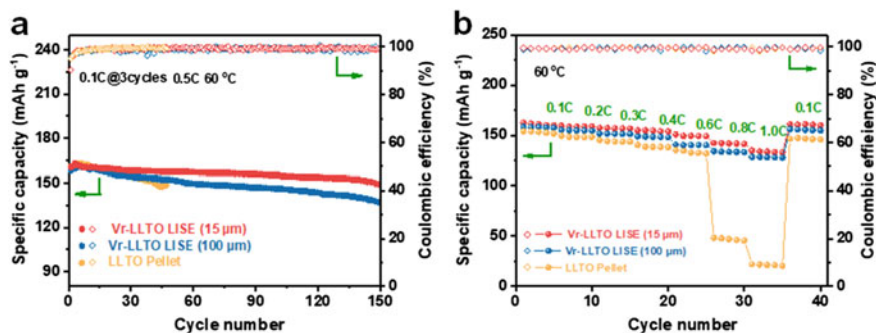 a
Specific capacity (mAh g⁻¹)
240
210
180
150
120
90
0.1C@3cycles 0.5C 60 °C
Vr-LLTO LISE (15 μm)
Vr-LLTO LISE (100 μm)
LLTO Pellet
0 30 60 90 120 150
Cycle number
100
80
60
40
20
0
Coulombic efficiency (%)
b
Specific capacity (mAh g⁻¹)
250
200
150
100
50
0
60 °C
0.1C 0.2C 0.3C 0.4C 0.6C 0.8C 1.0C 0.1C
Vr-LLTO LISE (15 μm)
Vr-LLTO LISE (100 μm)
LLTO Pellet
0 10 20 30 40
Cycle number
100
80
60
40
20
0
Coulombic efficiency (%)